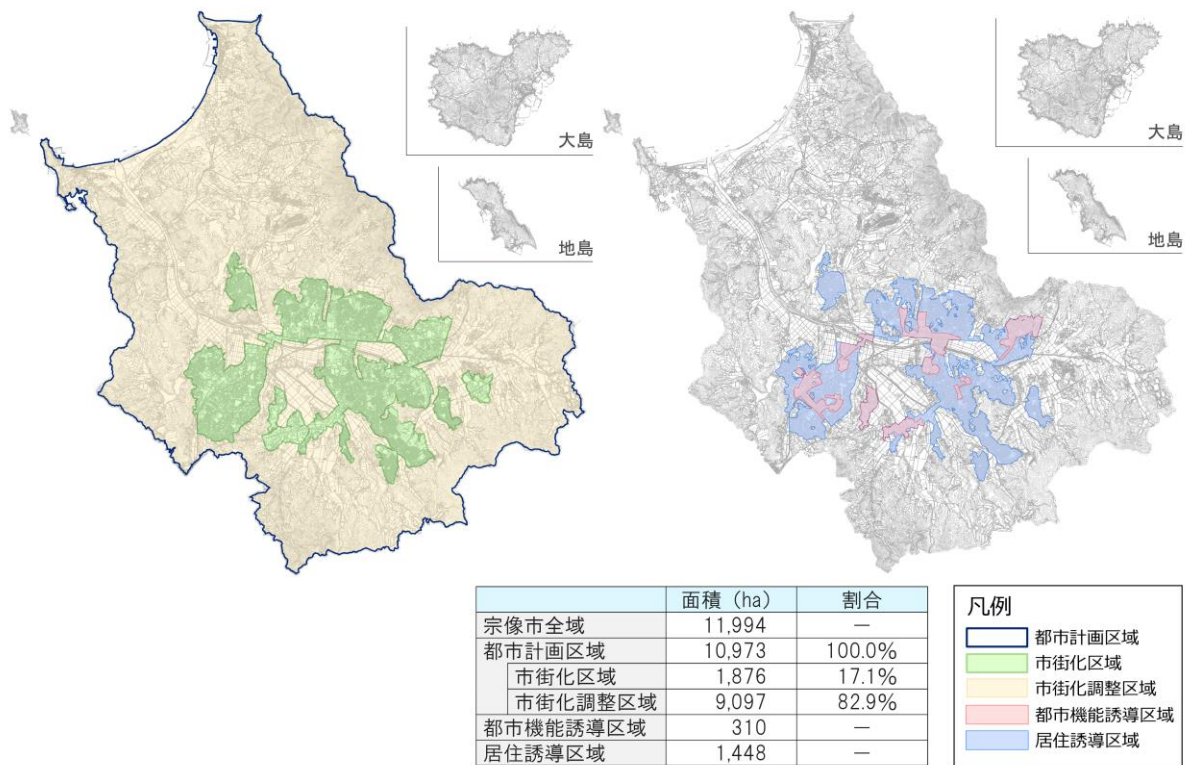 大島
地島
大島
地島
面積（ha） 割合
宗像市全域 11,994 －
都市計画区域 10,973 100.0%
市街化区域 1,876 17.1%
市街化調整区域 9,097 82.9%
都市機能誘導区域 310 －
居住誘導区域 1,448 －
凡例
都市計画区域
市街化区域
市街化調整区域
都市機能誘導区域
居住誘導区域